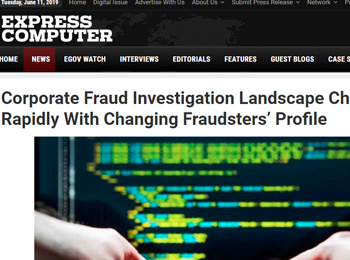 Tuesday, June 11, 2019 Home Digital Issue Advertise With Us About Us Submit Press Release Network
EXPRESS
COMPUTER
HOME NEWS EGOV WATCH INTERVIEWS EDITORIALS FEATURES GUEST BLOGS CASE S
Corporate Fraud Investigation Landscape Ch
Rapidly With Changing Fraudsters' Profile